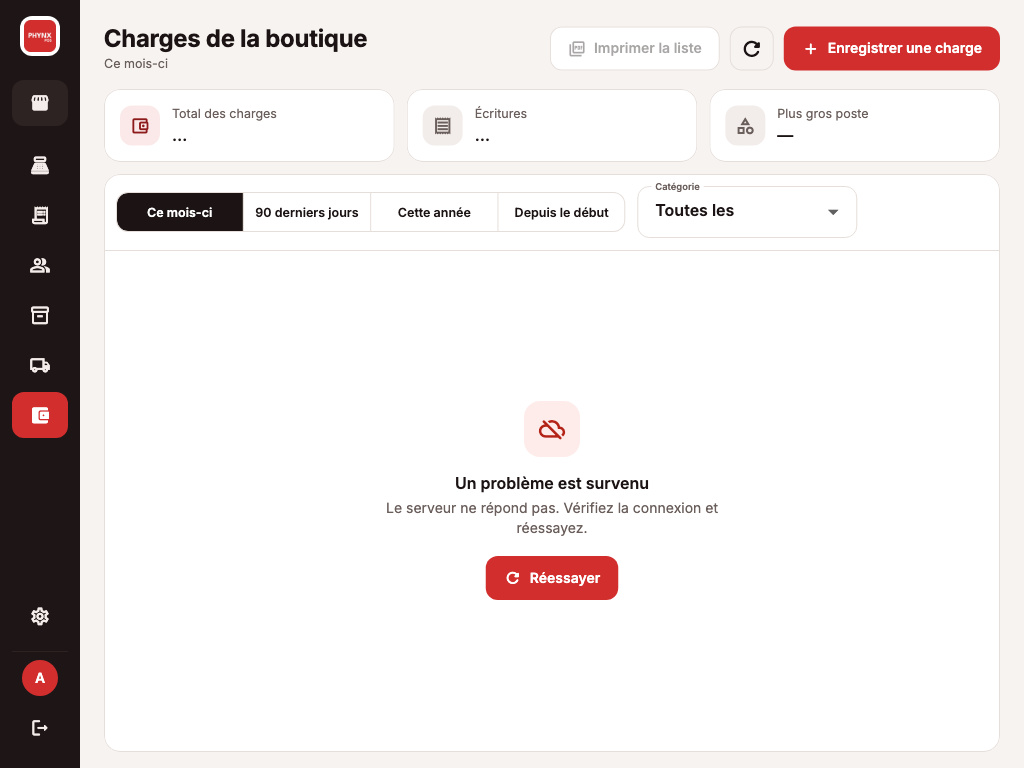 PHYNX
POS
Charges de la boutique
Ce mois-ci
Imprimer la liste
Enregistrer une charge
Total des charges
...
Écritures
...
Plus gros poste
—
Ce mois-ci
90 derniers jours
Cette année
Depuis le début
Catégorie
Toutes les
Un problème est survenu
Le serveur ne répond pas. Vérifiez la connexion et
réessayez.
Réessayer
A